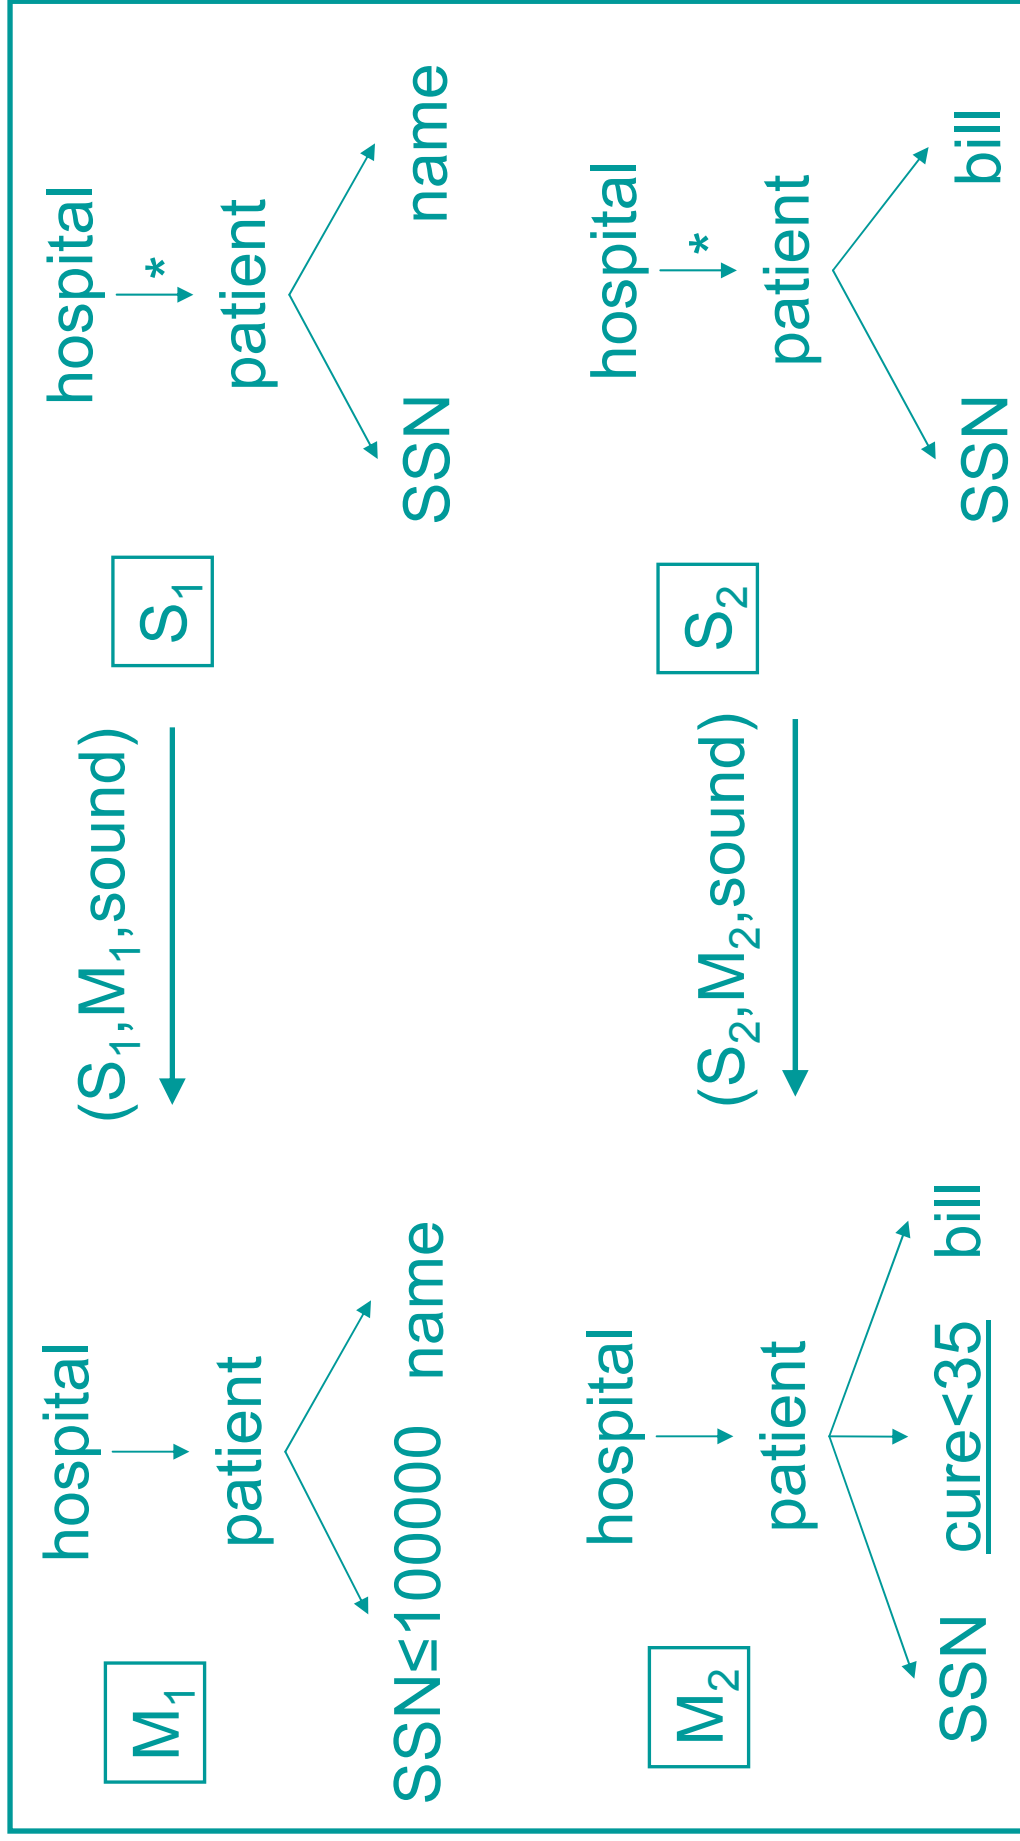 hospital (S₁,M₁,sound) hospital
M₁ S₁ *
patient patient
SSN≤100000 name SSN name
hospital (S₂,M₂,sound) hospital
M₂ S₂ *
patient patient
SSN cure<35 bill SSN bill